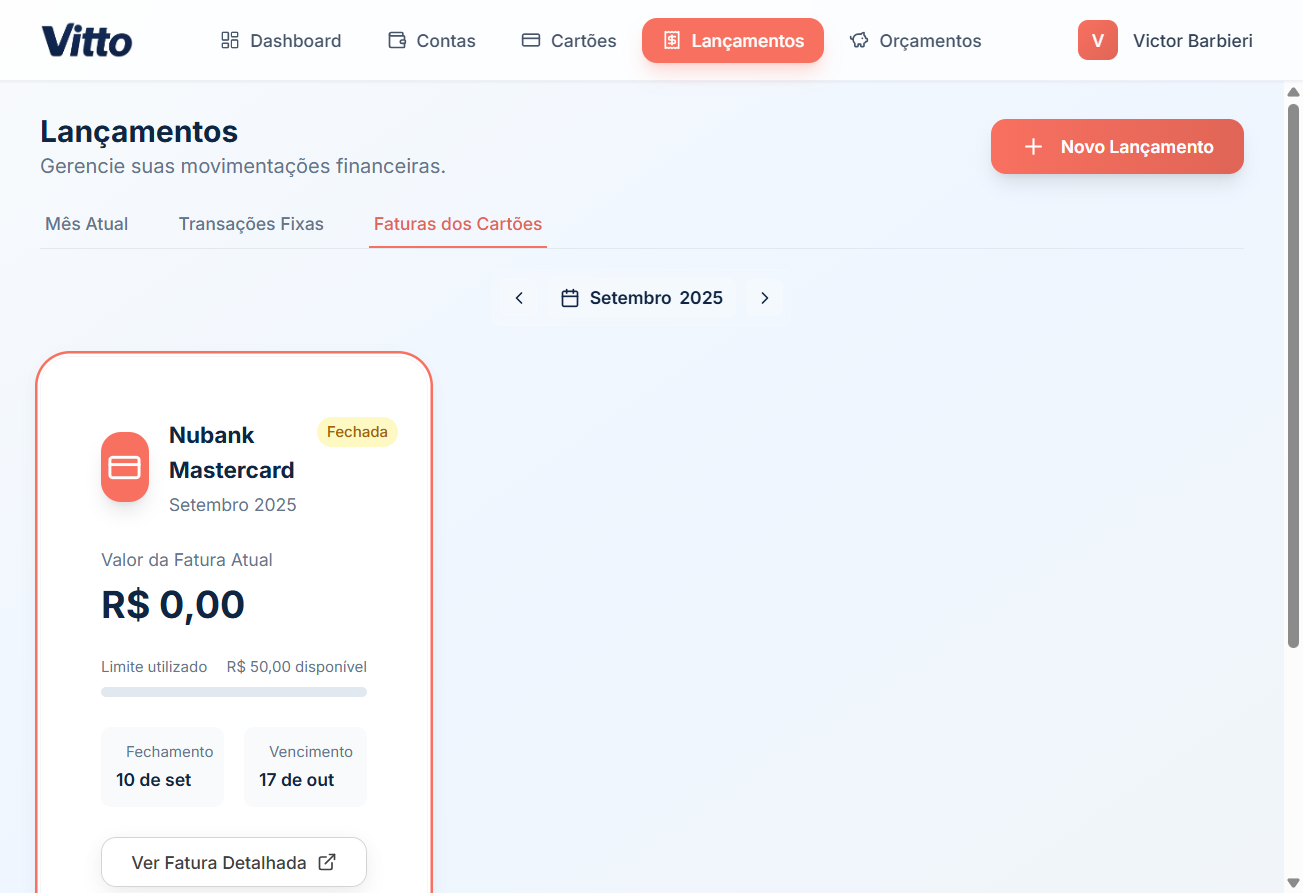 Vitto
Dashboard
Contas
Cartões
Lançamentos
Orçamentos
V
Victor Barbieri
Lançamentos
Gerencie suas movimentações financeiras.
Novo Lançamento
Mês Atual
Transações Fixas
Faturas dos Cartões
Setembro 2025
Nubank
Mastercard
Fechada
Setembro 2025
Valor da Fatura Atual
R$ 0,00
Limite utilizado
R$ 50,00 disponível
Fechamento
10 de set
Vencimento
17 de out
Ver Fatura Detalhada